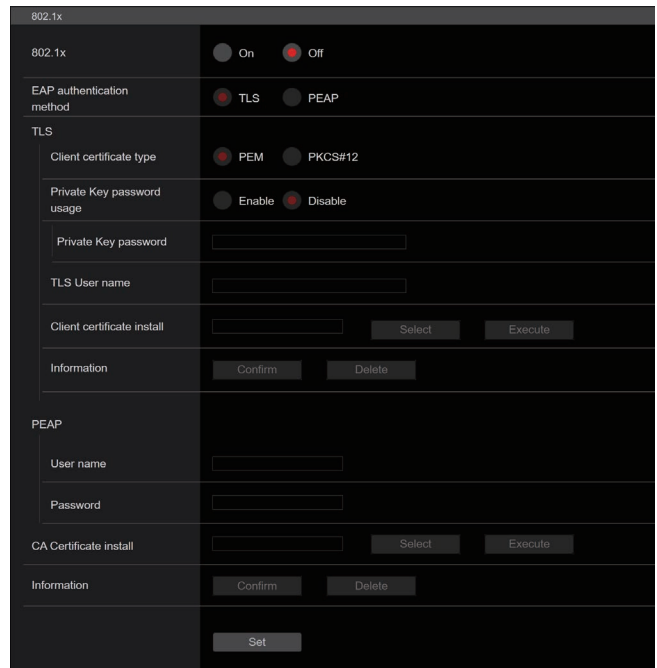 802.1x
802.1x On Off
EAP authentication
method TLS PEAP
TLS
Client certificate type PEM PKCS#12
Private Key password
usage Enable Disable
Private Key password
TLS User name
Client certificate install Select Execute
Information Confirm Delete
PEAP
User name
Password
CA Certificate install Select Execute
Information Confirm Delete
Set